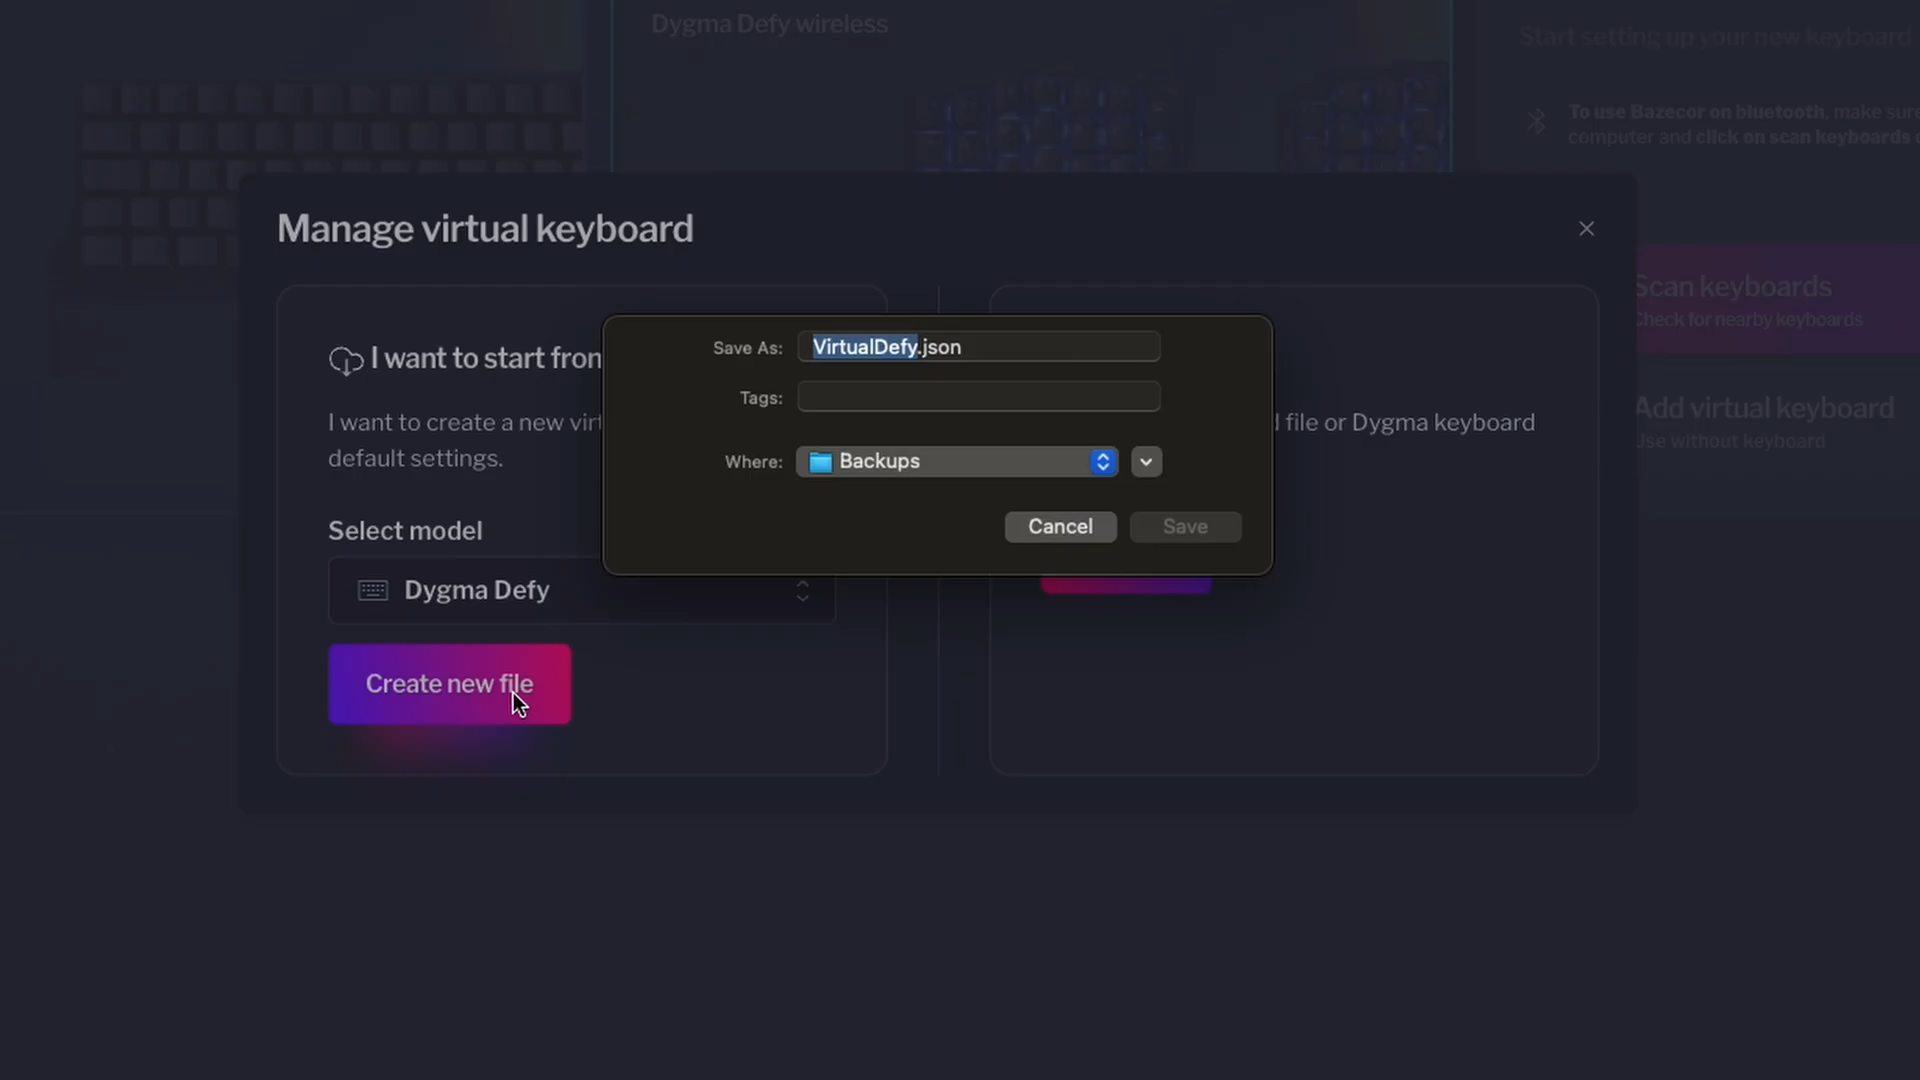 Dygma Defy wireless
Start setting up your new keyboard
To use Bazecor on bluetooth, make sure
computer and click on scan keyboards
Manage virtual keyboard
Scan keyboards
Check for nearby keyboards
Add virtual keyboard
Use without keyboard
I want to start from
I want to create a new
default settings.
Select model
Dygma Defy
Create new file
file or Dygma keyboard
Save As:
VirtualDefy.json
Tags:
Where:
Backups
Cancel
Save